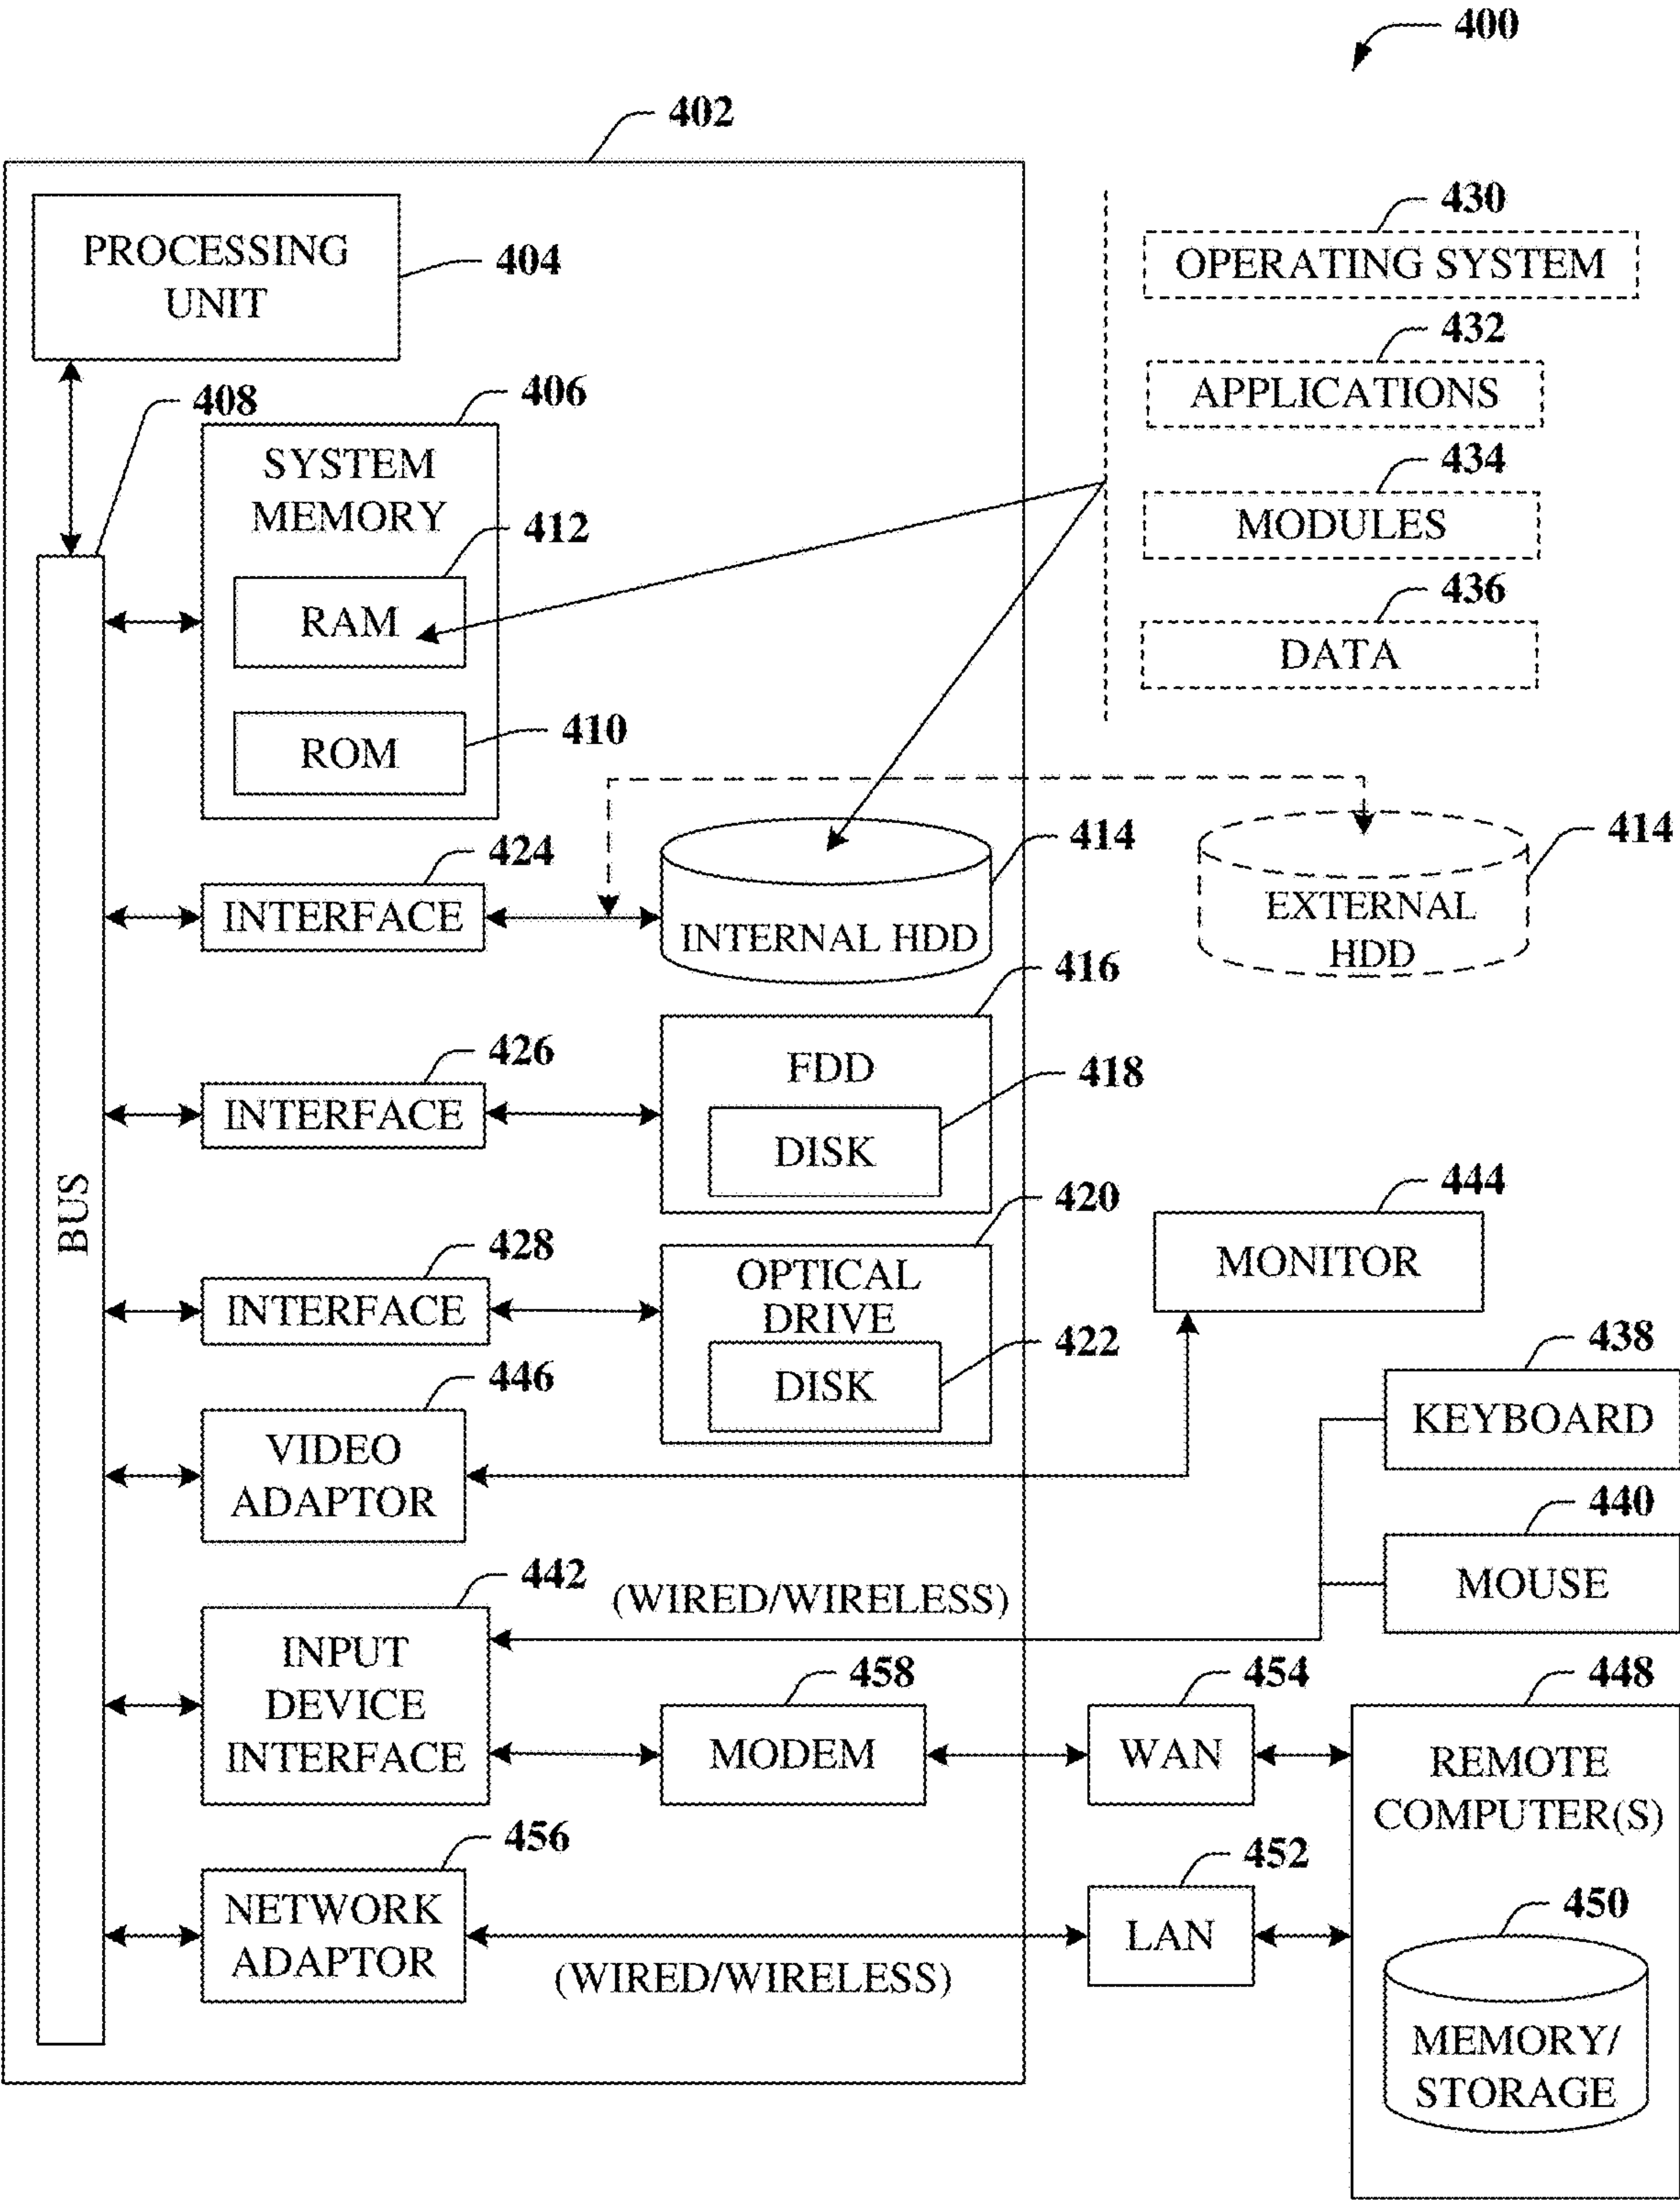 400
402
PROCESSING
UNIT
404
430
OPERATING SYSTEM
432
APPLICATIONS
434
MODULES
436
DATA
408
406
SYSTEM
MEMORY
412
RAM
410
ROM
424
INTERFACE
414
INTERNAL HDD
414
EXTERNAL
HDD
416
FDD
418
DISK
426
INTERFACE
BUS
420
OPTICAL
DRIVE
422
DISK
428
INTERFACE
444
MONITOR
446
VIDEO
ADAPTOR
438
KEYBOARD
440
MOUSE
442
INPUT
DEVICE
INTERFACE
(WIRED/WIRELESS)
458
MODEM
454
WAN
448
REMOTE
COMPUTER(S)
456
NETWORK
ADAPTOR
(WIRED/WIRELESS)
452
LAN
450
MEMORY/
STORAGE